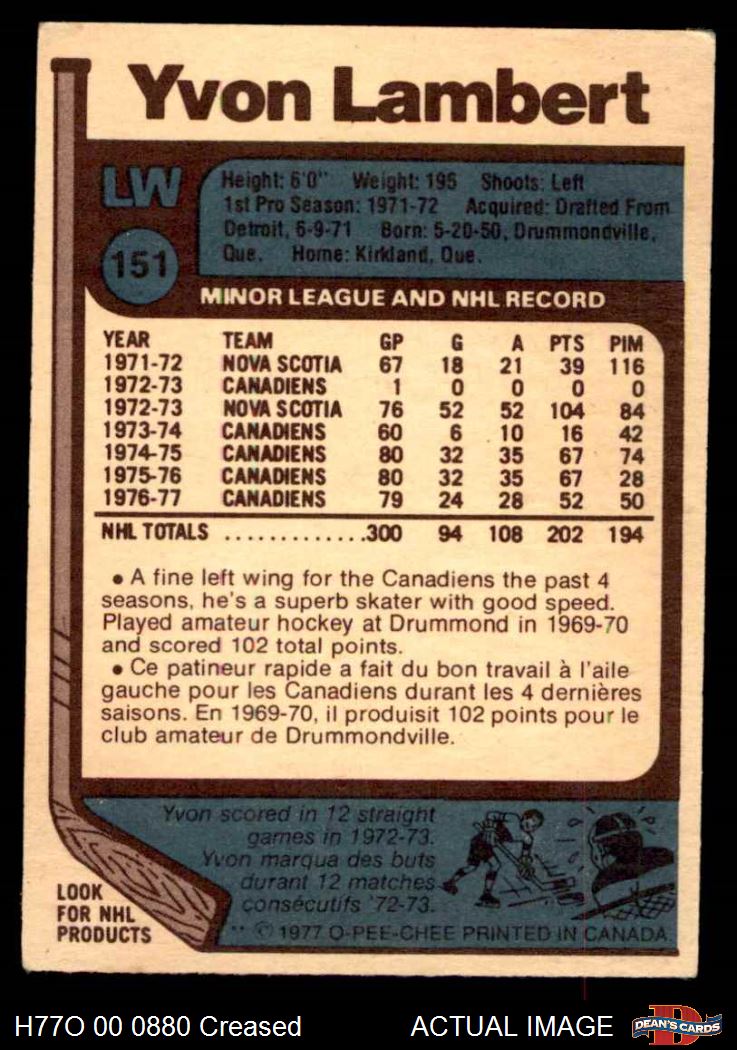 Yvon Lambert
LW
Height: 6'0" Weight: 195 Shoots: Left
1st Pro Season: 1971-72 Acquired: Drafted From
Detroit, 6-9-71 Born: 5-20-50, Drummondville,
Que. Home: Kirkland, Que.
151
MINOR LEAGUE AND NHL RECORD
YEAR TEAM GP G A PTS PIM
1971-72 NOVA SCOTIA 67 18 21 39 116
1972-73 CANADIENS 1 0 0 0 0
1972-73 NOVA SCOTIA 76 52 52 104 84
1973-74 CANADIENS 60 6 10 16 42
1974-75 CANADIENS 80 32 35 67 74
1975-76 CANADIENS 80 32 35 67 28
1976-77 CANADIENS 79 24 28 52 50
NHL TOTALS .............300 94 108 202 194
• A fine left wing for the Canadiens the past 4
seasons, he's a superb skater with good speed.
Played amateur hockey at Drummond in 1969-70
and scored 102 total points.
• Ce patineur rapide a fait du bon travail à l'aile
gauche pour les Canadiens durant les 4 dernières
saisons. En 1969-70, il produisit 102 points pour le
club amateur de Drummondville.
Yvon scored in 12 straight
games in 1972-73.
Yvon marqua des buts
durant 12 matches
consécutifs '72-73.
LOOK
FOR NHL
PRODUCTS
** © 1977 O-PEE-CHEE PRINTED IN CANADA
H77O 00 0880 Creased ACTUAL IMAGE
D
DEAN'S CARDS